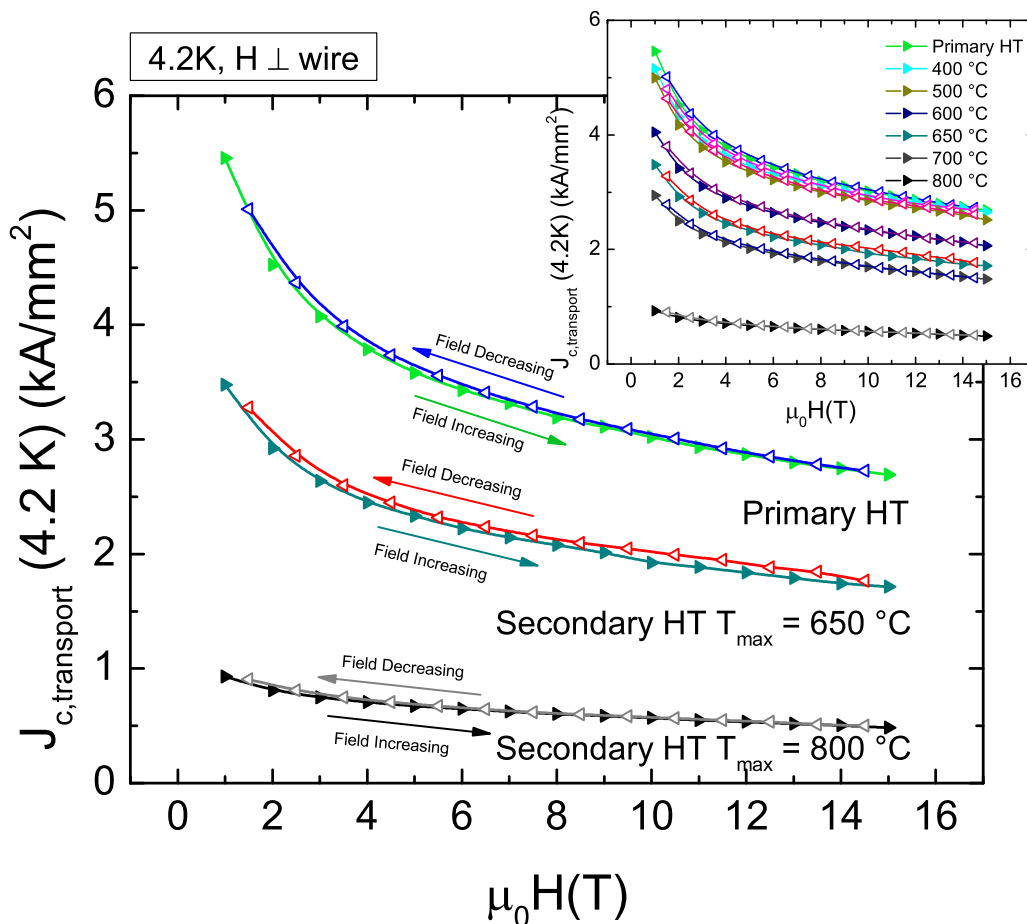 4.2K, H ⊥ wire
6
5
4
3
2
1
0
0 2 4 6 8 10 12 14 16
J_c,transport (4.2 K) (kA/mm²)
μ₀H(T)
Field Decreasing
Field Increasing
Primary HT
Field Decreasing
Field Increasing
Secondary HT T_max = 650 °C
Field Decreasing
Field Increasing
Secondary HT T_max = 800 °C
6
4
2
0
0 2 4 6 8 10 12 14 16
J_c,transport (4.2K) (kA/mm²)
μ₀H(T)
Primary HT
400 °C
500 °C
600 °C
650 °C
700 °C
800 °C